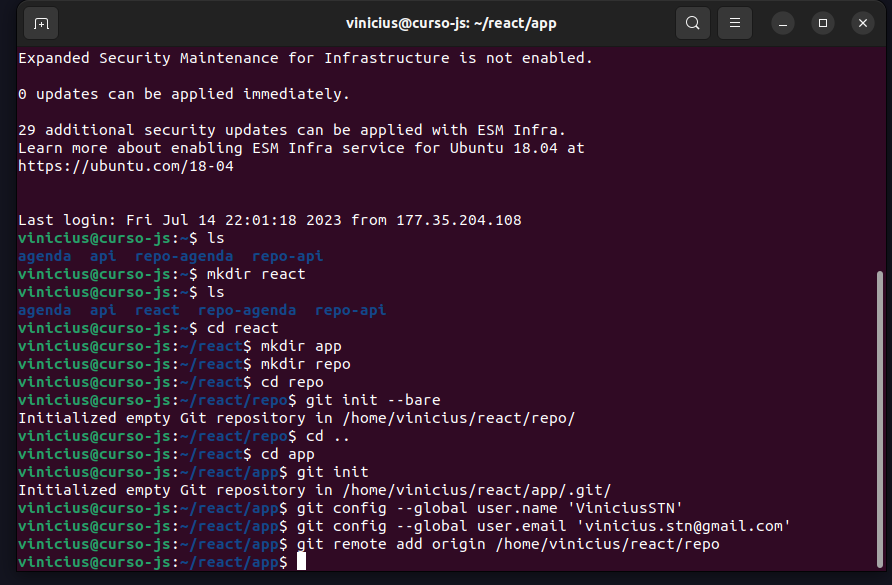 vinicius@curso-js: ~/react/app
Expanded Security Maintenance for Infrastructure is not enabled.
0 updates can be applied immediately.
29 additional security updates can be applied with ESM Infra.
Learn more about enabling ESM Infra service for Ubuntu 18.04 at
https://ubuntu.com/18-04
Last login: Fri Jul 14 22:01:18 2023 from 177.35.204.108
vinicius@curso-js:~$ ls
agenda  api  repo-agenda  repo-api
vinicius@curso-js:~$ mkdir react
vinicius@curso-js:~$ ls
agenda  api  react  repo-agenda  repo-api
vinicius@curso-js:~$ cd react
vinicius@curso-js:~/react$ mkdir app
vinicius@curso-js:~/react$ mkdir repo
vinicius@curso-js:~/react$ cd repo
vinicius@curso-js:~/react/repo$ git init --bare
Initialized empty Git repository in /home/vinicius/react/repo/
vinicius@curso-js:~/react/repo$ cd ..
vinicius@curso-js:~/react$ cd app
vinicius@curso-js:~/react/app$ git init
Initialized empty Git repository in /home/vinicius/react/app/.git/
vinicius@curso-js:~/react/app$ git config --global user.name 'ViniciusSTN'
vinicius@curso-js:~/react/app$ git config --global user.email 'vinicius.stn@gmail.com'
vinicius@curso-js:~/react/app$ git remote add origin /home/vinicius/react/repo
vinicius@curso-js:~/react/app$